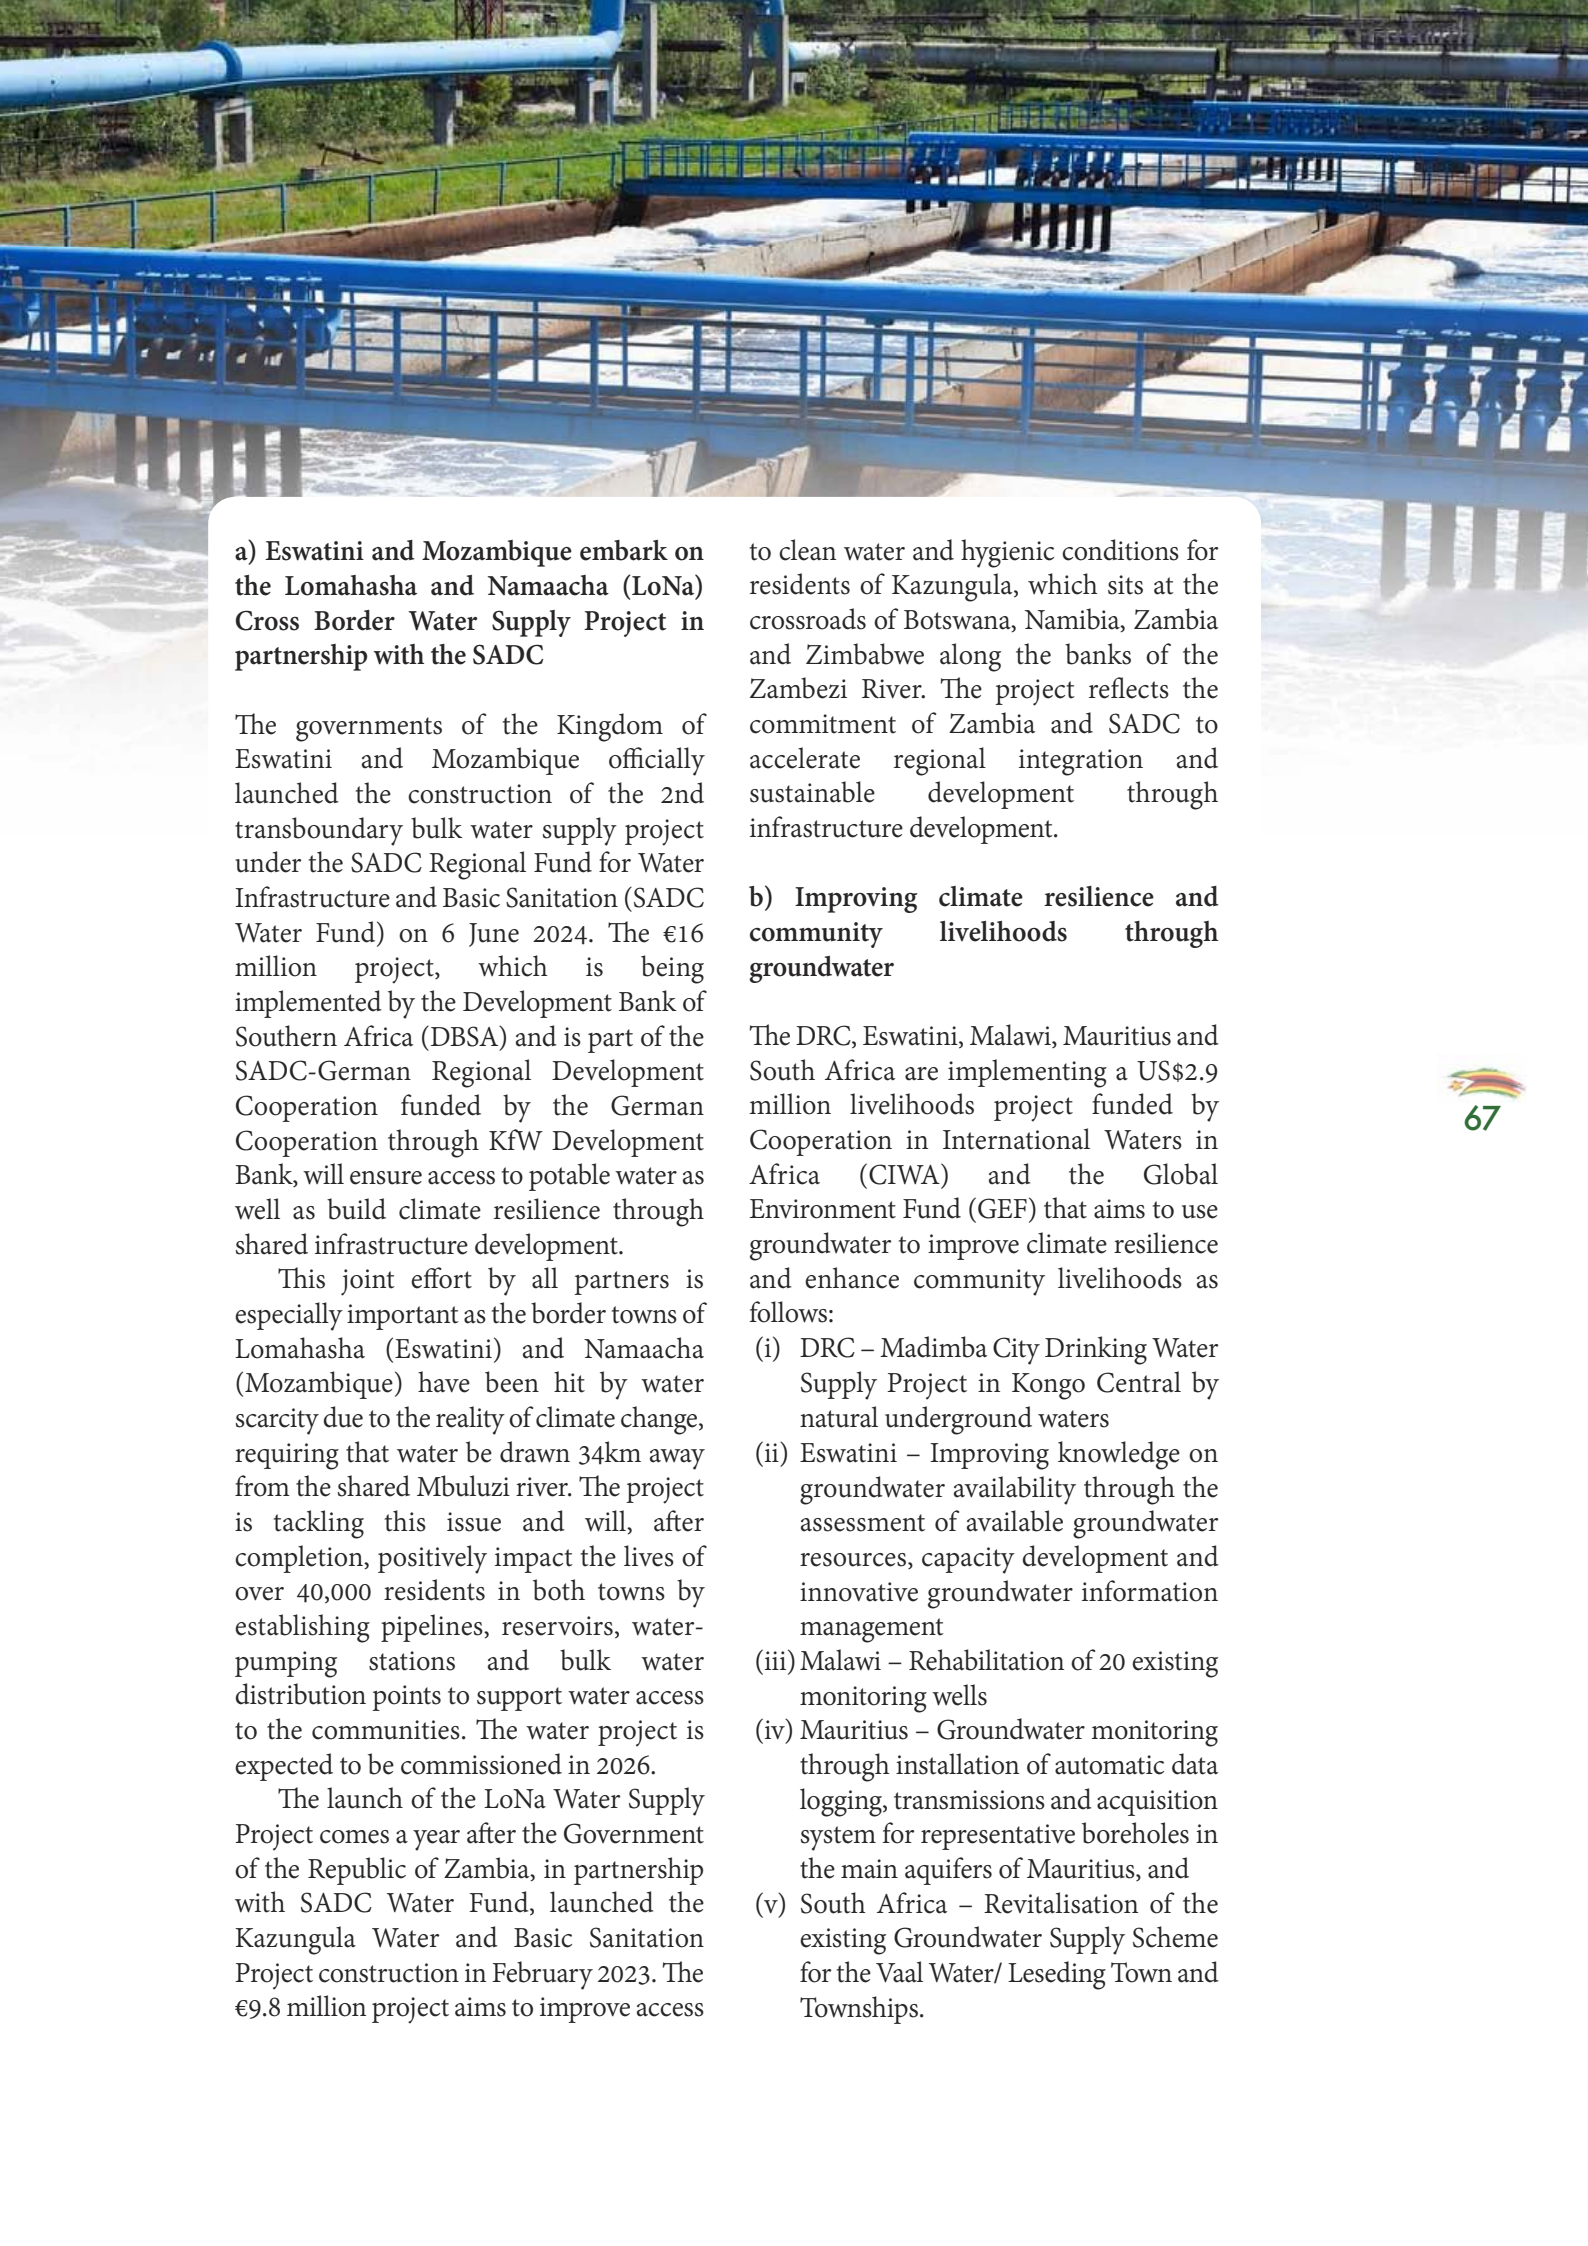 a) Eswatini and Mozambique embark on
the Lomahasha and Namaacha (LoNa)
Cross Border Water Supply Project in
partnership with the SADC
The governments of the Kingdom of
Eswatini and Mozambique officially
launched the construction of the 2nd
transboundary bulk water supply project
under the SADC Regional Fund for Water
Infrastructure and Basic Sanitation (SADC
Water Fund) on 6 June 2024. The €16
million project, which is being
implemented by the Development Bank of
Southern Africa (DBSA) and is part of the
SADC-German Regional Development
Cooperation funded by the German
Cooperation through KfW Development
Bank, will ensure access to potable water as
well as build climate resilience through
shared infrastructure development.
This joint effort by all partners is
especially important as the border towns of
Lomahasha (Eswatini) and Namaacha
(Mozambique) have been hit by water
scarcity due to the reality of climate change,
requiring that water be drawn 34km away
from the shared Mbuluzi river. The project
is tackling this issue and will, after
completion, positively impact the lives of
over 40,000 residents in both towns by
establishing pipelines, reservoirs, water-
pumping stations and bulk water
distribution points to support water access
to the communities. The water project is
expected to be commissioned in 2026.
The launch of the LoNa Water Supply
Project comes a year after the Government
of the Republic of Zambia, in partnership
with SADC Water Fund, launched the
Kazungula Water and Basic Sanitation
Project construction in February 2023. The
€9.8 million project aims to improve access
to clean water and hygienic conditions for
residents of Kazungula, which sits at the
crossroads of Botswana, Namibia, Zambia
and Zimbabwe along the banks of the
Zambezi River. The project reflects the
commitment of Zambia and SADC to
accelerate regional integration and
sustainable development through
infrastructure development.
b) Improving climate resilience and
community livelihoods through
groundwater
The DRC, Eswatini, Malawi, Mauritius and
South Africa are implementing a US$2.9
million livelihoods project funded by
Cooperation in International Waters in
Africa (CIWA) and the Global
Environment Fund (GEF) that aims to use
groundwater to improve climate resilience
and enhance community livelihoods as
follows:
(i) DRC – Madimba City Drinking Water
Supply Project in Kongo Central by
natural underground waters
(ii) Eswatini – Improving knowledge on
groundwater availability through the
assessment of available groundwater
resources, capacity development and
innovative groundwater information
management
(iii) Malawi – Rehabilitation of 20 existing
monitoring wells
(iv) Mauritius – Groundwater monitoring
through installation of automatic data
logging, transmissions and acquisition
system for representative boreholes in
the main aquifers of Mauritius, and
(v) South Africa – Revitalisation of the
existing Groundwater Supply Scheme
for the Vaal Water/ Leseding Town and
Townships.
67